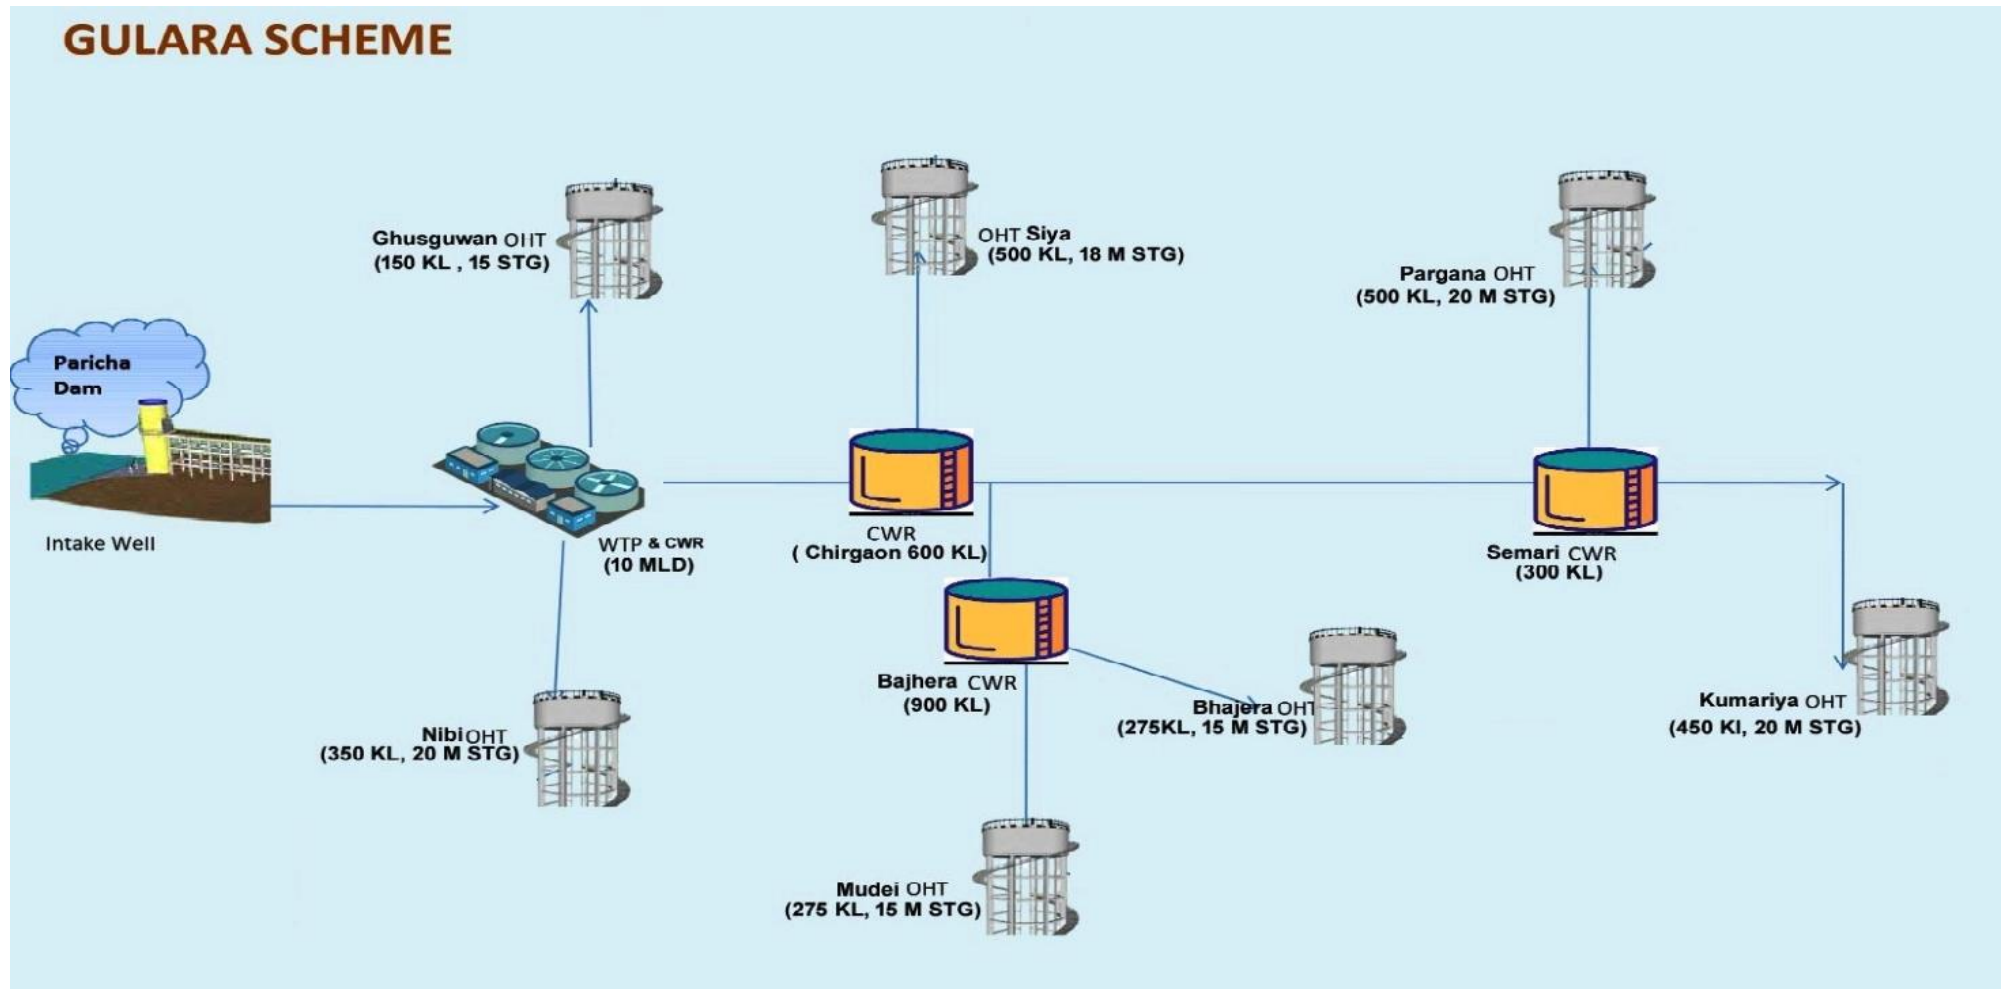 GULARA SCHEME
Ghusguwan OHT
(150 KL , 15 STG)
OHT Siya
(500 KL, 18 M STG)
Pargana OHT
(500 KL, 20 M STG)
Paricha
Dam
Intake Well
WTP & CWR
(10 MLD)
CWR
( Chirgaon 600 KL)
Semari CWR
(300 KL)
Bajhera CWR
(900 KL)
Bhajera OHT
(275KL, 15 M STG)
Kumariya OHT
(450 Kl, 20 M STG)
Nibi OHT
(350 KL, 20 M STG)
Mudei OHT
(275 KL, 15 M STG)